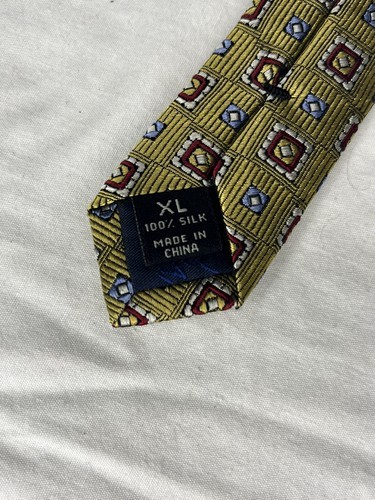 XL
100% SILK
MADE IN
CHINA